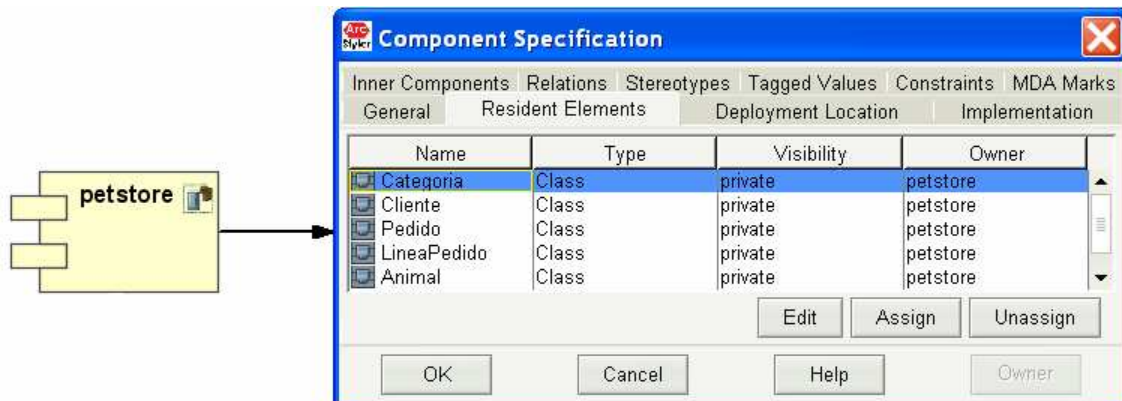 Arc
Styler
Component Specification
Inner Components Relations Stereotypes Tagged Values Constraints MDA Marks
General Resident Elements Deployment Location Implementation
Name Type Visibility Owner
Categoria Class private petstore
Cliente Class private petstore
Pedido Class private petstore
LineaPedido Class private petstore
Animal Class private petstore
Edit Assign Unassign
OK Cancel Help Owner
petstore